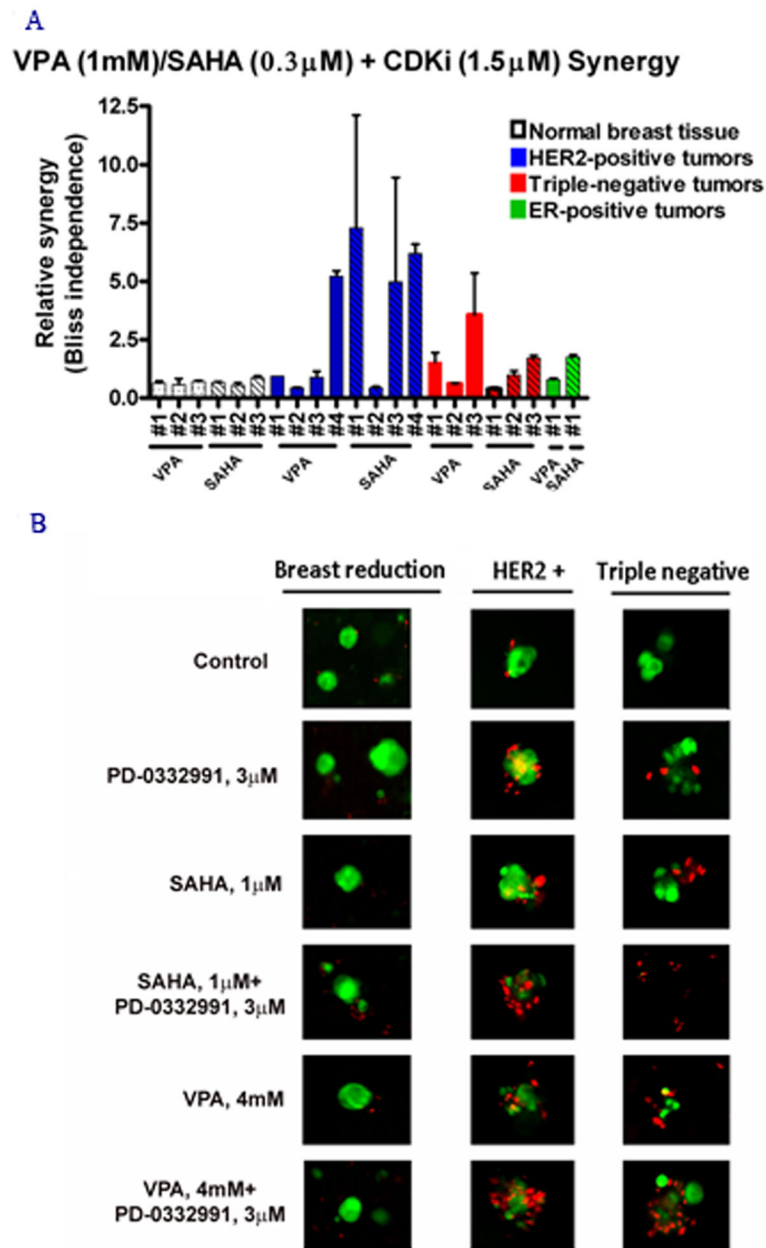 A
VPA (1mM)/SAHA (0.3μM) + CDKi (1.5μM) Synergy
Relative synergy
(Bliss independence)
12.5
10.0
7.5
5.0
2.5
0.0
Normal breast tissue
HER2-positive tumors
Triple-negative tumors
ER-positive tumors
#1 #2 #3 #1 #2 #3 #1 #2 #3 #4 #1 #2 #3 #4 #1 #2 #3 #1 #2 #3 #1 #1
VPA SAHA VPA SAHA VPA SAHA VPA SAHA
B
Breast reduction HER2 + Triple negative
Control
PD-0332991, 3μM
SAHA, 1μM
SAHA, 1μM+
PD-0332991, 3μM
VPA, 4mM
VPA, 4mM+
PD-0332991, 3μM